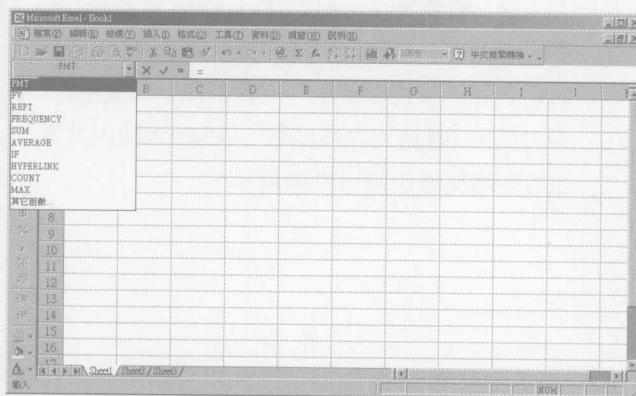 Microsoft Excel - Book1
檔案(F) 編輯(E) 檢視(V) 插入(I) 格式(O) 工具(T) 資料(D) 視窗(W) 說明(H)
100% 中文簡繁轉換
PMT =
PMT
FV
REPT
FREQUENCY
SUM
AVERAGE
IF
HYPERLINK
COUNT
MAX
其它函數...
B C D E F G H I
8
9
10
11
12
13
14
15
16
17
Sheet1 Sheet2 Sheet3
輸入 NUM